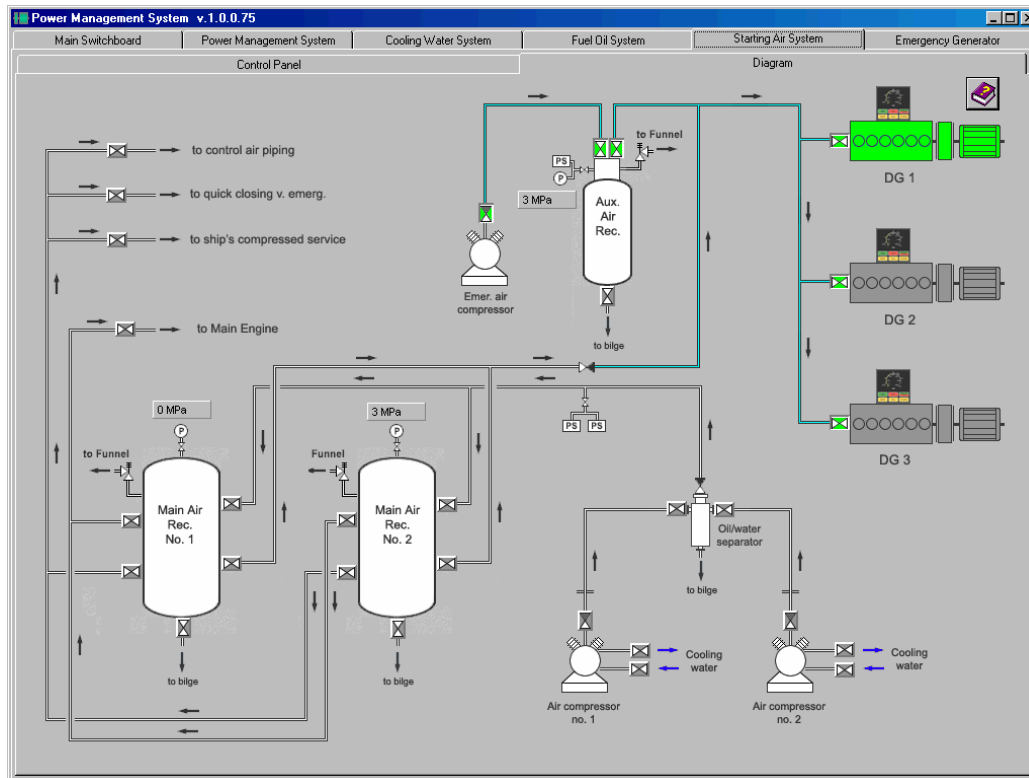 Power Management System v.1.0.0.75
Main Switchboard
Power Management System
Cooling Water System
Fuel Oil System
Starting Air System
Emergency Generator
Control Panel
Diagram
to control air piping
to quick closing v. emerg.
to ship's compressed service
to Main Engine
to Funnel
PS
P
3 MPa
Aux.
Air
Rec.
Emer. air
compressor
to bilge
DG 1
DG 2
DG 3
0 MPa
3 MPa
P
P
to Funnel
Funnel
PS
PS
Main Air
Rec.
No. 1
Main Air
Rec.
No. 2
Oil/water
separator
to bilge
to bilge
to bilge
Cooling
water
Cooling
water
Air compressor
no. 1
Air compressor
no. 2